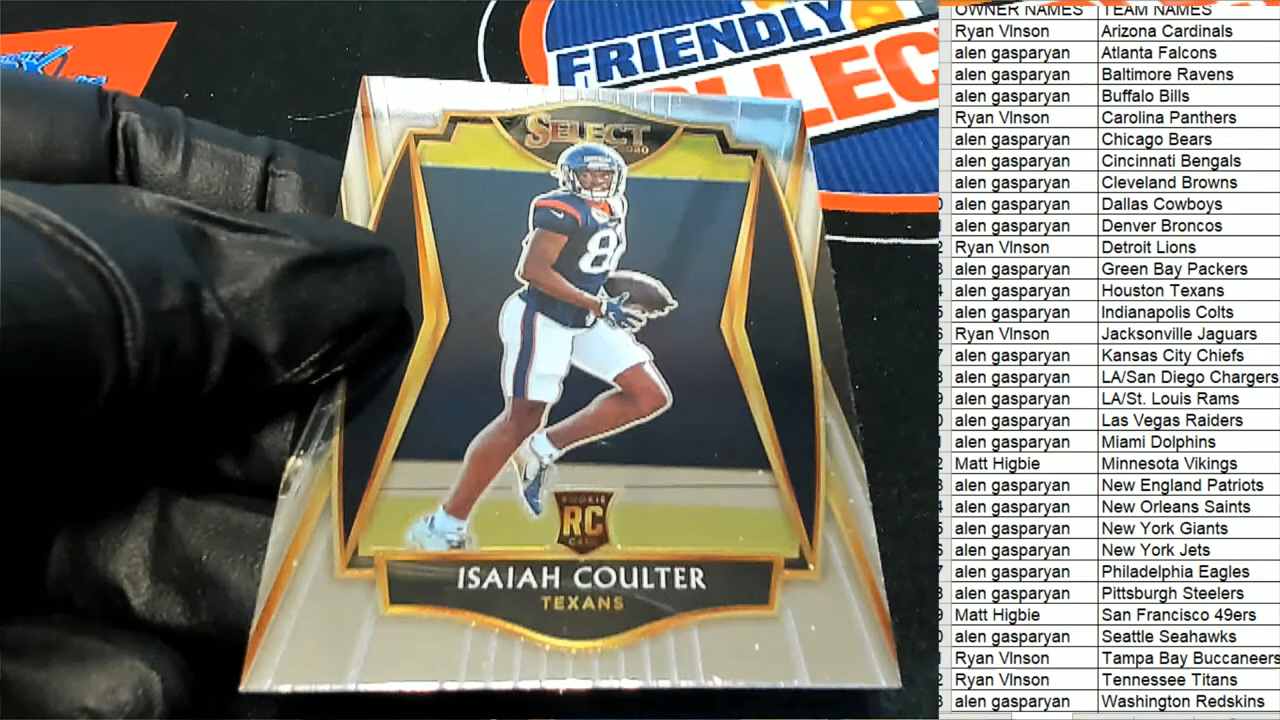 FRIENDLY
COLLEC
SELECT
2020
8
ROOKIE
RC
CARD
ISAIAH COULTER
TEXANS
OWNER NAMES TEAM NAMES
Ryan VInson Arizona Cardinals
alen gasparyan Atlanta Falcons
alen gasparyan Baltimore Ravens
alen gasparyan Buffalo Bills
Ryan VInson Carolina Panthers
alen gasparyan Chicago Bears
alen gasparyan Cincinnati Bengals
alen gasparyan Cleveland Browns
alen gasparyan Dallas Cowboys
alen gasparyan Denver Broncos
Ryan VInson Detroit Lions
alen gasparyan Green Bay Packers
alen gasparyan Houston Texans
alen gasparyan Indianapolis Colts
Ryan VInson Jacksonville Jaguars
alen gasparyan Kansas City Chiefs
alen gasparyan LA/San Diego Chargers
alen gasparyan LA/St. Louis Rams
alen gasparyan Las Vegas Raiders
alen gasparyan Miami Dolphins
Matt Higbie Minnesota Vikings
alen gasparyan New England Patriots
alen gasparyan New Orleans Saints
alen gasparyan New York Giants
alen gasparyan New York Jets
alen gasparyan Philadelphia Eagles
alen gasparyan Pittsburgh Steelers
Matt Higbie San Francisco 49ers
alen gasparyan Seattle Seahawks
Ryan VInson Tampa Bay Buccaneers
Ryan VInson Tennessee Titans
alen gasparyan Washington Redskins